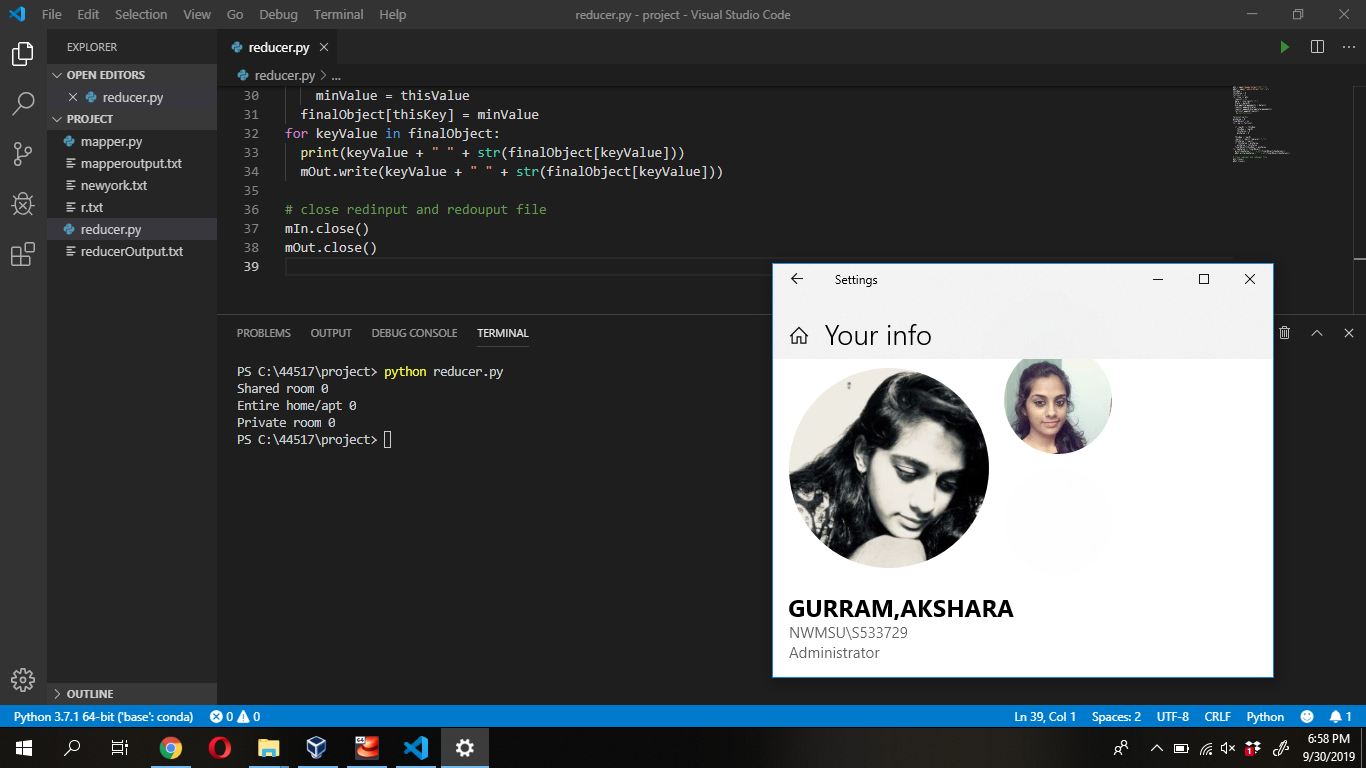 File Edit Selection View Go Debug Terminal Help reducer.py - project - Visual Studio Code
EXPLORER
OPEN EDITORS
reducer.py
PROJECT
mapper.py
mapperoutput.txt
newyork.txt
r.txt
reducer.py
reducerOutput.txt
OUTLINE
reducer.py
reducer.py > ...
30 minValue = thisValue
31 finalObject[thisKey] = minValue
32 for keyValue in finalObject:
33 print(keyValue + " " + str(finalObject[keyValue]))
34 mOut.write(keyValue + " " + str(finalObject[keyValue]))
35
36 # close redinput and redouput file
37 mIn.close()
38 mOut.close()
39
PROBLEMS OUTPUT DEBUG CONSOLE TERMINAL
PS C:\44517\project> python reducer.py
Shared room 0
Entire home/apt 0
Private room 0
PS C:\44517\project>
Settings
Your info
GURRAM,AKSHARA
NWMSU\S533729
Administrator
Python 3.7.1 64-bit ('base': conda) 0 0 Ln 39, Col 1 Spaces: 2 UTF-8 CRLF Python 1
6:58 PM
9/30/2019